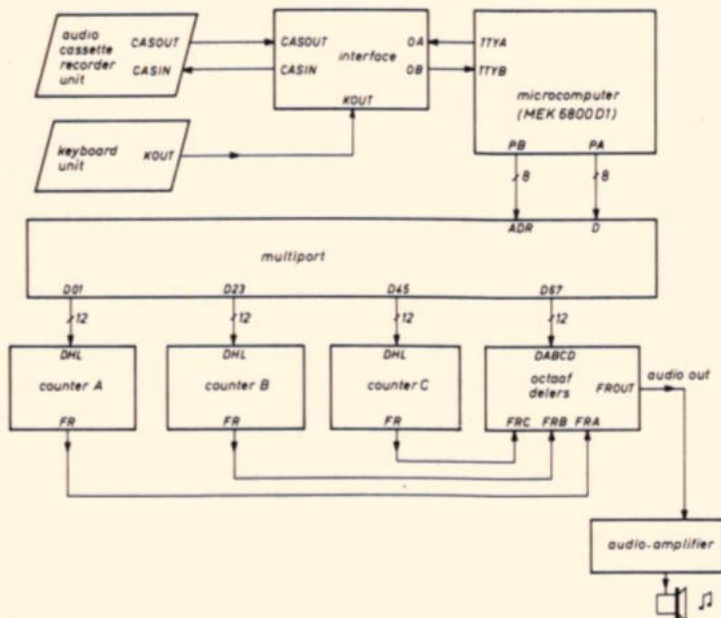 audio
cassette
recorder
unit
CASOUT
CASIN
CASOUT
CASIN
interface
OA
OB
KOUT
TTYA
TTYB
microcomputer
(MEK 6800 D1)
PB
PA
keyboard
unit
KOUT
8
8
ADR
D
multiport
D01
D23
D45
D67
12
12
12
12
DHL
counter A
FR
DHL
counter B
FR
DHL
counter C
FR
DABCD
octaaf
delers
FROUT
FRC FRB FRA
audio out
audio-amplifier